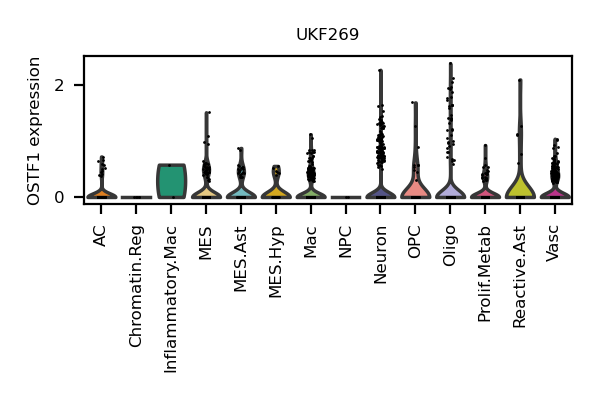 UKF269
OSTF1 expression
2
0
AC
Chromatin.Reg
Inflammatory.Mac
MES
MES.Ast
MES.Hyp
Mac
NPC
Neuron
OPC
Oligo
Prolif.Metab
Reactive.Ast
Vasc